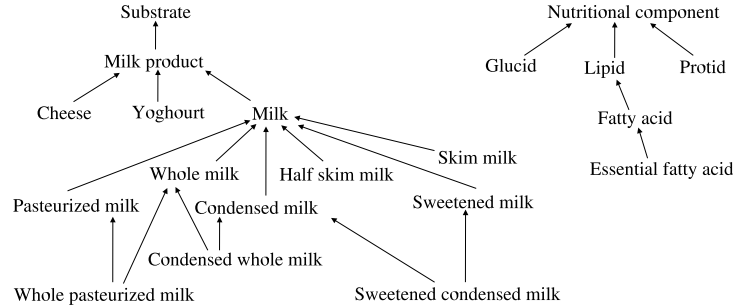 Substrate
Nutritional component
Milk product
Glucid
Lipid
Protid
Cheese
Yoghourt
Milk
Fatty acid
Skim milk
Whole milk
Half skim milk
Essential fatty acid
Pasteurized milk
Condensed milk
Sweetened milk
Condensed whole milk
Whole pasteurized milk
Sweetened condensed milk